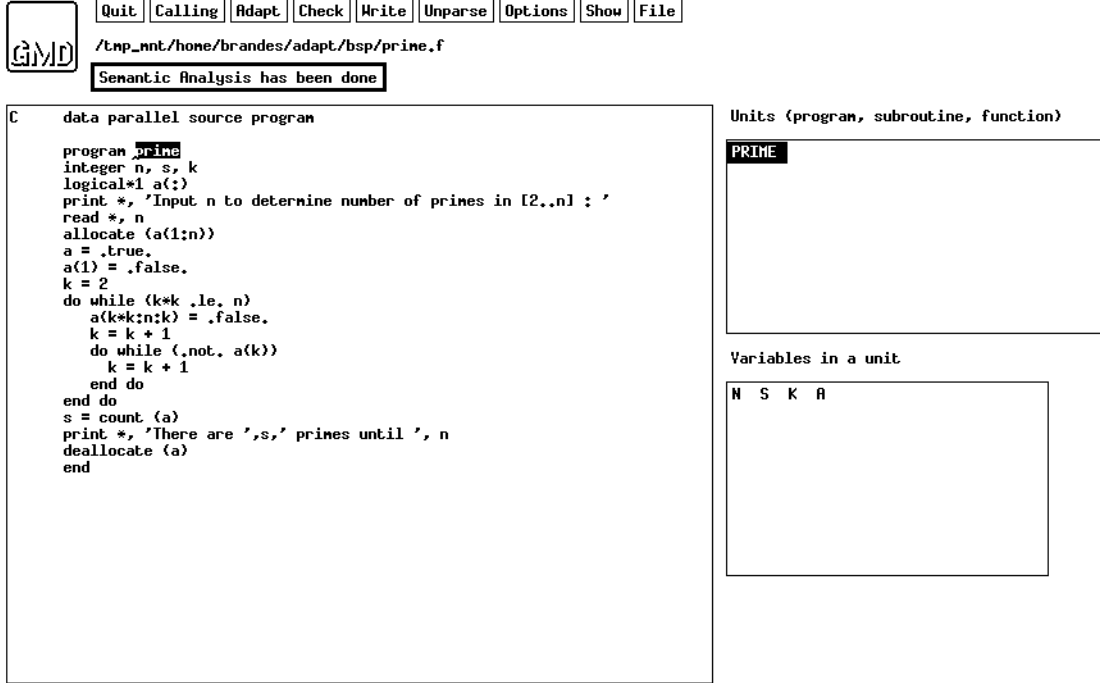 Quit Calling Adapt Check Write Unparse Options Show File
GMD
/tmp_mnt/home/brandes/adapt/bsp/prime.f
Semantic Analysis has been done
C     data parallel source program
      program prime
      integer n, s, k
      logical*1 a(:)
      print *, 'Input n to determine number of primes in [2..n] : '
      read *, n
      allocate (a(1:n))
      a = .true.
      a(1) = .false.
      k = 2
      do while (k*k .le. n)
         a(k*k:n:k) = .false.
         k = k + 1
         do while (.not. a(k))
           k = k + 1
         end do
      end do
      s = count (a)
      print *, 'There are ',s,' primes until ', n
      deallocate (a)
      end
Units (program, subroutine, function)
PRIME
Variables in a unit
N S K A